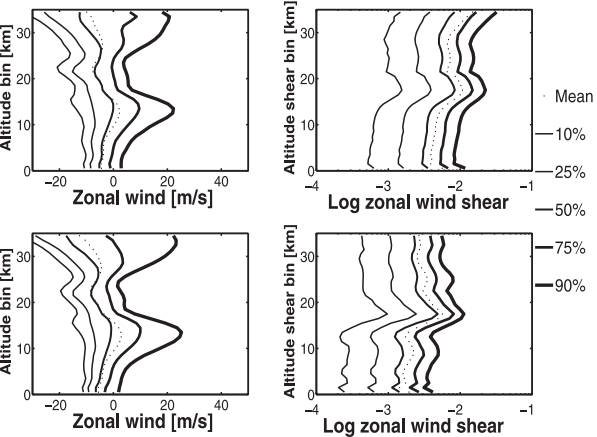 30
20
10
0
Altitude bin [km]
−20 0 20 40
Zonal wind [m/s]
30
20
10
0
Altitude shear bin [km]
−4 −3 −2 −1
Log zonal wind shear
Mean
10%
25%
50%
75%
90%
30
20
10
0
Altitude bin [km]
−20 0 20 40
Zonal wind [m/s]
30
20
10
0
Altitude shear bin [km]
−4 −3 −2 −1
Log zonal wind shear